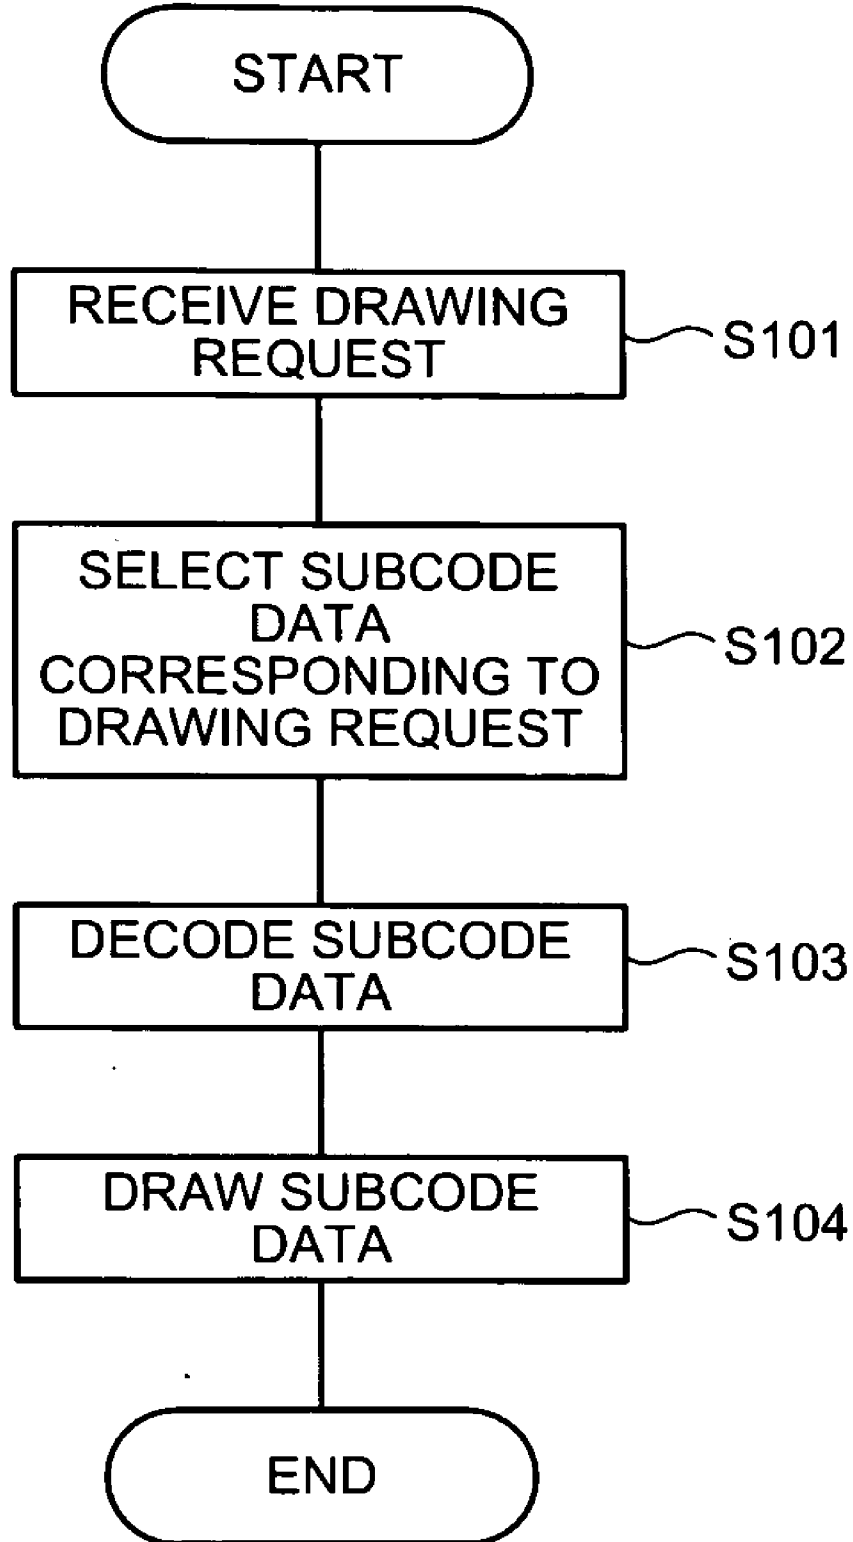 START
RECEIVE DRAWING
REQUEST
S101
SELECT SUBCODE
DATA
CORRESPONDING TO
DRAWING REQUEST
S102
DECODE SUBCODE
DATA
S103
DRAW SUBCODE
DATA
S104
END